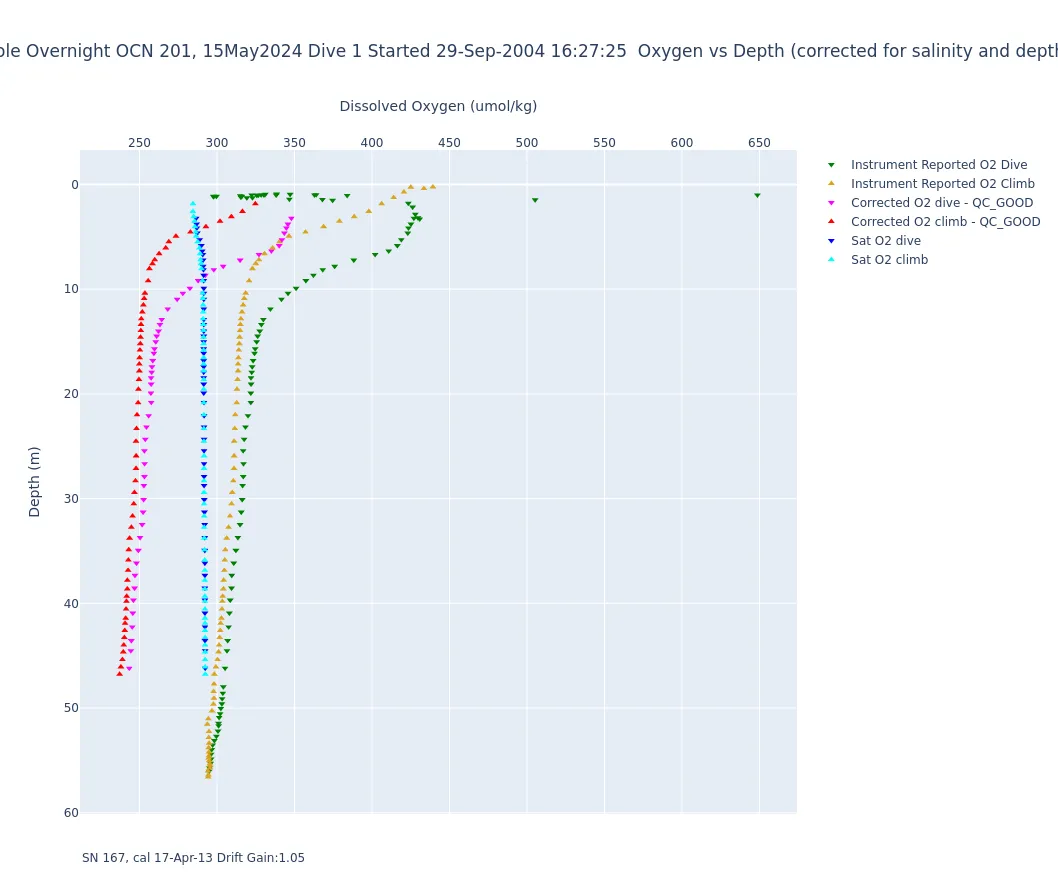 Overnight OCN 201, 15May2024 Dive 1 Started 29-Sep-2004 16:27:25 Oxygen vs Depth (corrected for salinity and
Dissolved Oxygen (umol/kg)
250 300 350 400 450 500 550 600 650
0
10
20
30
40
50
60
Depth (m)
Instrument Reported O2 Dive
Instrument Reported O2 Climb
Corrected O2 dive - QC_GOOD
Corrected O2 climb - QC_GOOD
Sat O2 dive
Sat O2 climb
SN 167, cal 17-Apr-13 Drift Gain:1.05